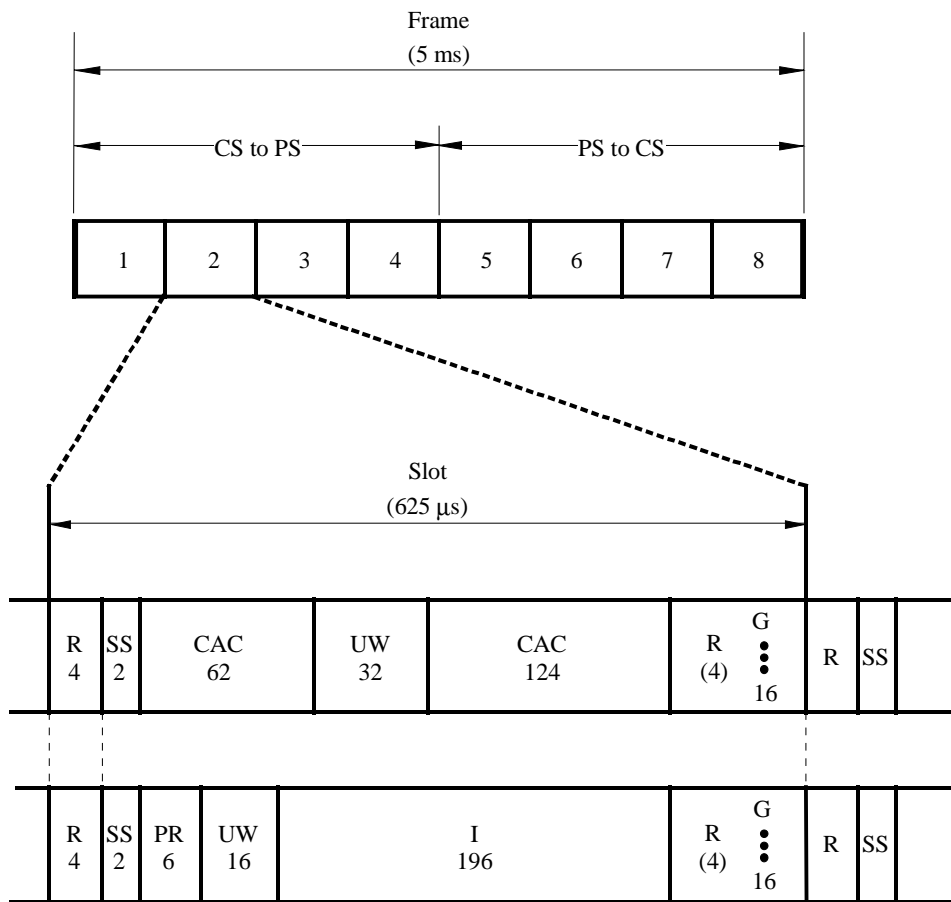 Frame
(5 ms)
CS to PS
PS to CS
1 2 3 4 5 6 7 8
Slot
(625 μs)
R SS CAC UW CAC R G R SS
4 2 62 32 124 (4) 16
R SS PR UW I R G R SS
4 2 6 16 196 (4) 16